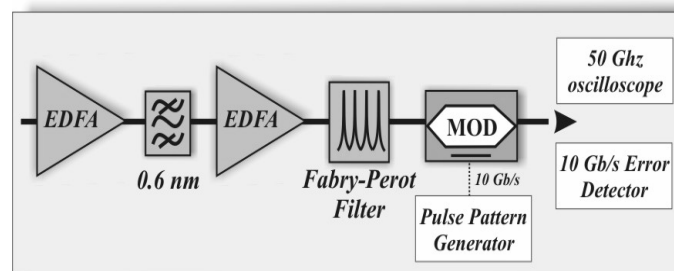 EDFA
0.6 nm
EDFA
Fabry-Perot
Filter
MOD
10 Gb/s
Pulse Pattern
Generator
50 Ghz
oscilloscope
10 Gb/s Error
Detector